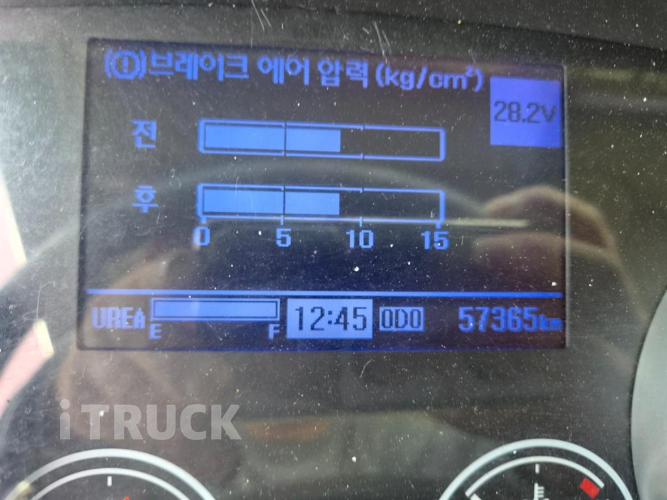 (!)브레이크 에어 압력 (kg/cm²)
28.2V
전
후
0 5 10 15
UREA E F 12:45 ODO 57365km
iTRUCK